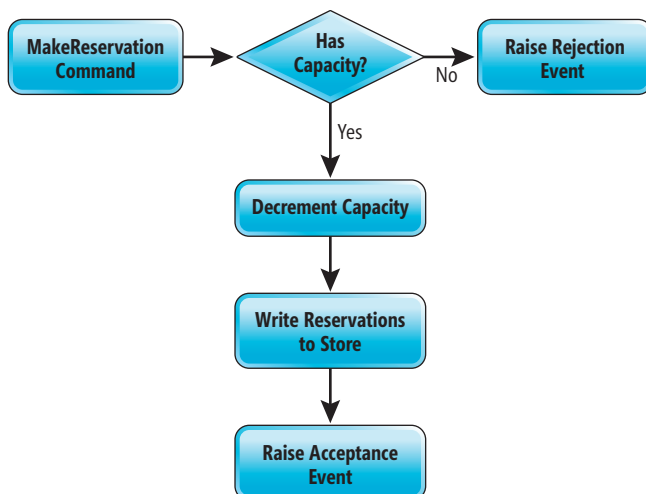 MakeReservation
Command
Has
Capacity?
No
Raise Rejection
Event
Yes
Decrement Capacity
Write Reservations
to Store
Raise Acceptance
Event